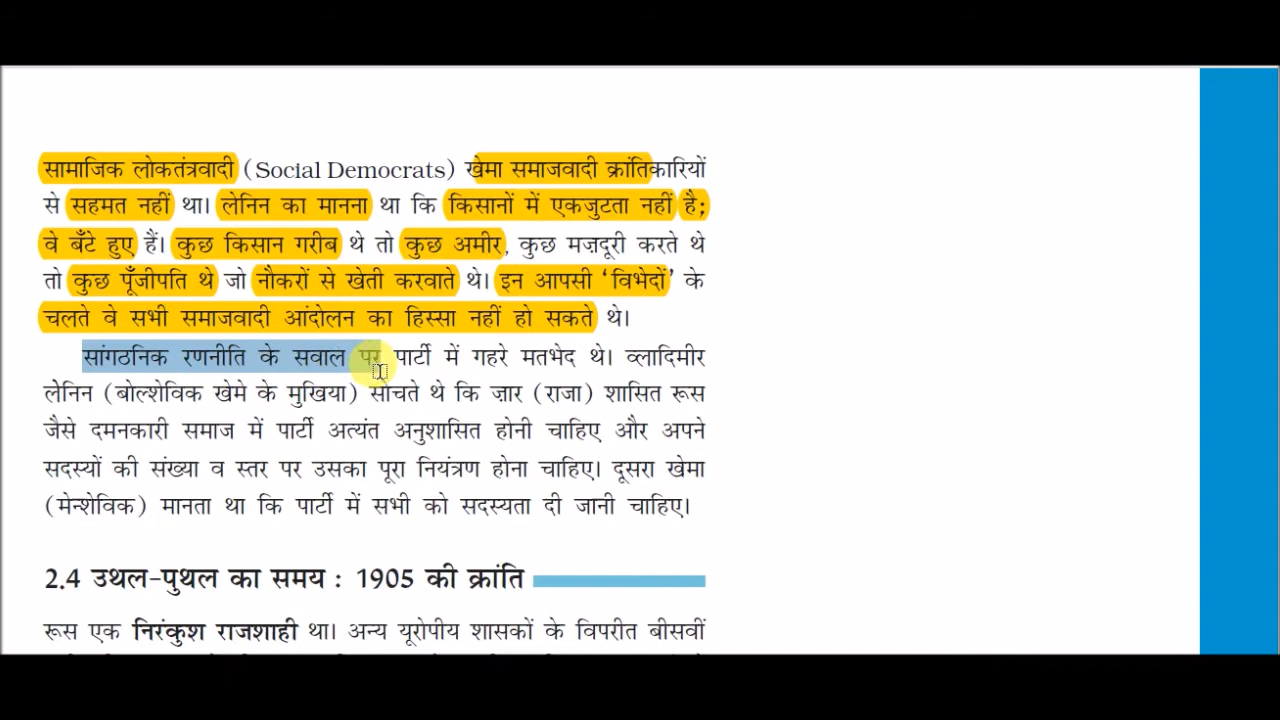 सामाजिक लोकतंत्रवादी (Social Democrats) खेमा समाजवादी क्रांतिकारियों
से सहमत नहीं था। लेनिन का मानना था कि किसानों में एकजुटता नहीं है;
वे बँटे हुए हैं। कुछ किसान गरीब थे तो कुछ अमीर, कुछ मज़दूरी करते थे
तो कुछ पूँजीपति थे जो नौकरों से खेती करवाते थे। इन आपसी ‘विभेदों’ के
चलते वे सभी समाजवादी आंदोलन का हिस्सा नहीं हो सकते थे।
सांगठनिक रणनीति के सवाल पर पार्टी में गहरे मतभेद थे। व्लादिमीर
लेनिन (बोल्शेविक खेमे के मुखिया) सोचते थे कि ज़ार (राजा) शासित रूस
जैसे दमनकारी समाज में पार्टी अत्यंत अनुशासित होनी चाहिए और अपने
सदस्यों की संख्या व स्तर पर उसका पूरा नियंत्रण होना चाहिए। दूसरा खेमा
(मेन्शेविक) मानता था कि पार्टी में सभी को सदस्यता दी जानी चाहिए।
2.4 उथल-पुथल का समय : 1905 की क्रांति
रूस एक निरंकुश राजशाही था। अन्य यूरोपीय शासकों के विपरीत बीसवीं